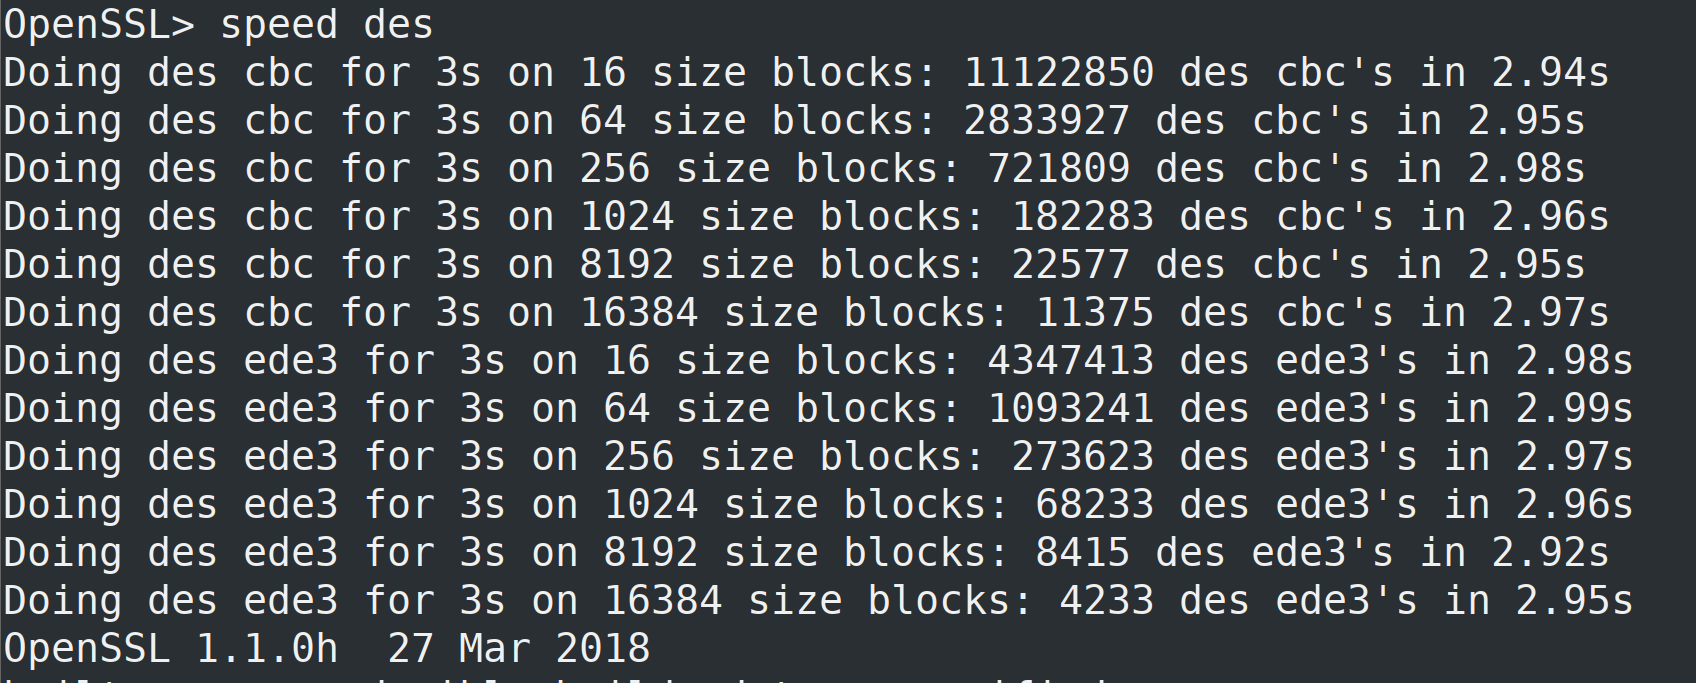 OpenSSL> speed des
Doing des cbc for 3s on 16 size blocks: 11122850 des cbc's in 2.94s
Doing des cbc for 3s on 64 size blocks: 2833927 des cbc's in 2.95s
Doing des cbc for 3s on 256 size blocks: 721809 des cbc's in 2.98s
Doing des cbc for 3s on 1024 size blocks: 182283 des cbc's in 2.96s
Doing des cbc for 3s on 8192 size blocks: 22577 des cbc's in 2.95s
Doing des cbc for 3s on 16384 size blocks: 11375 des cbc's in 2.97s
Doing des ede3 for 3s on 16 size blocks: 4347413 des ede3's in 2.98s
Doing des ede3 for 3s on 64 size blocks: 1093241 des ede3's in 2.99s
Doing des ede3 for 3s on 256 size blocks: 273623 des ede3's in 2.97s
Doing des ede3 for 3s on 1024 size blocks: 68233 des ede3's in 2.96s
Doing des ede3 for 3s on 8192 size blocks: 8415 des ede3's in 2.92s
Doing des ede3 for 3s on 16384 size blocks: 4233 des ede3's in 2.95s
OpenSSL 1.1.0h  27 Mar 2018